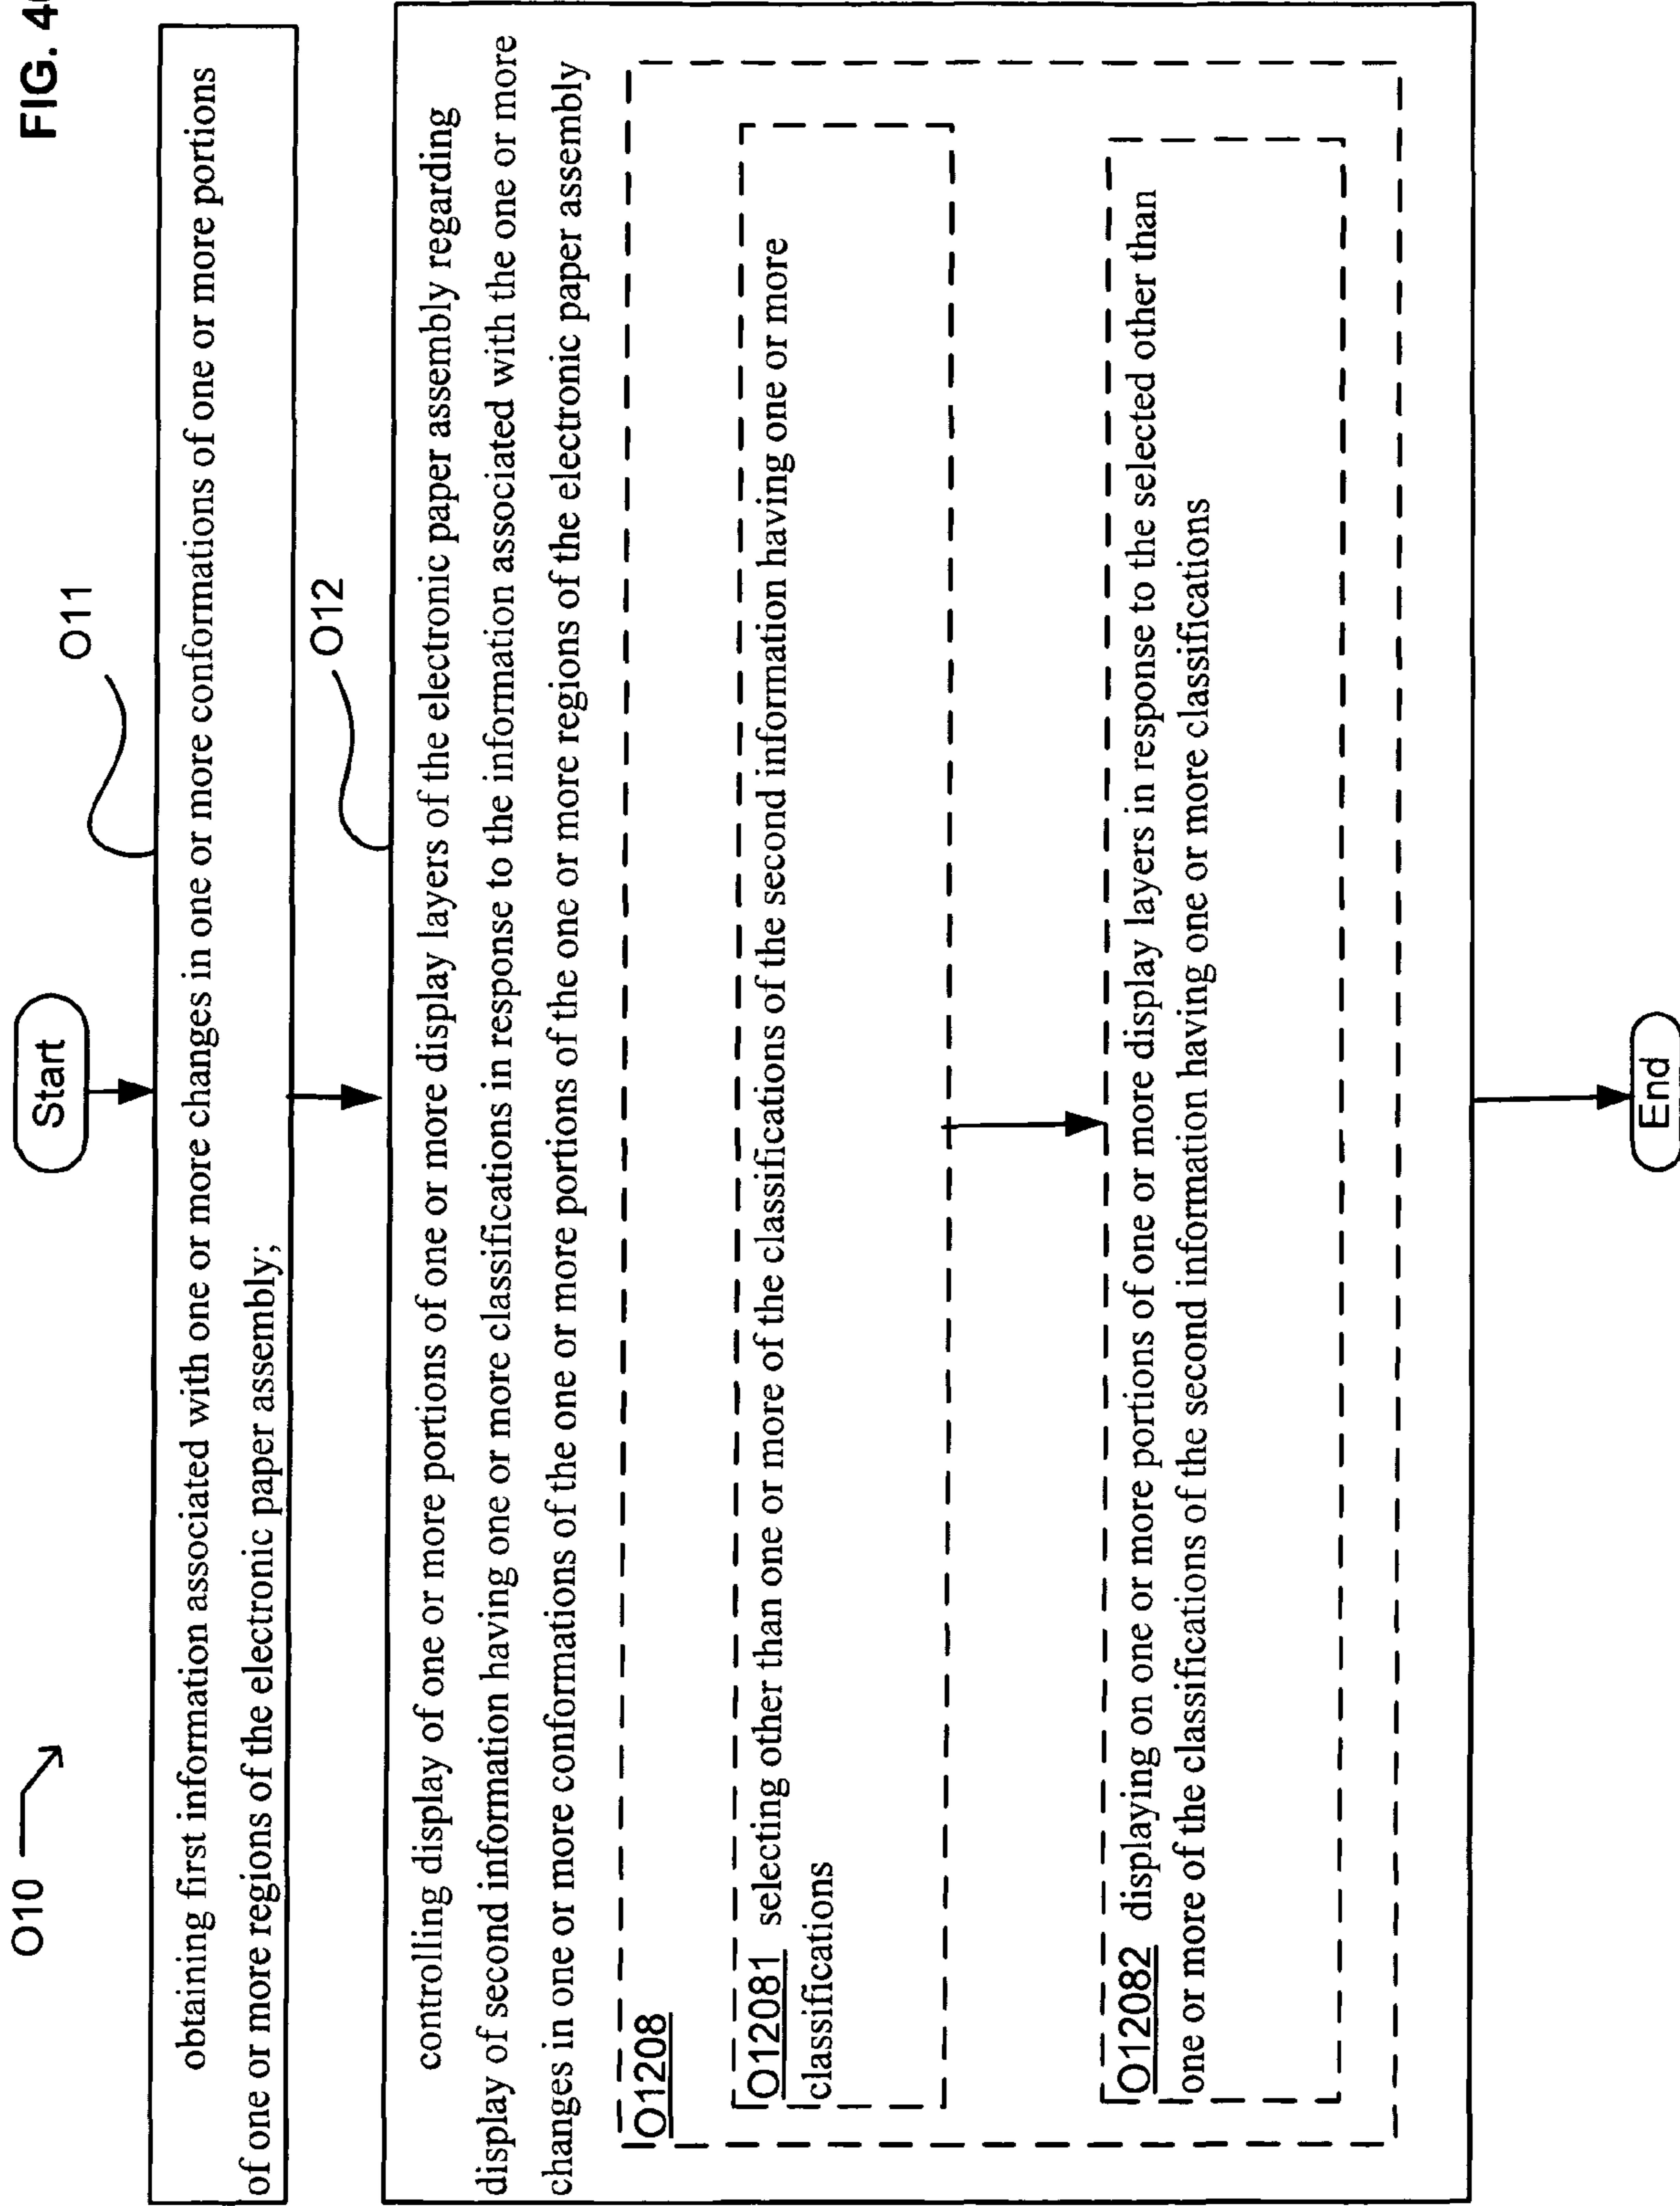 FIG. 4
O10
Start
O11
obtaining first information associated with one or more changes in one or more conformations of one or more portions
of one or more regions of the electronic paper assembly;
O12
controlling display of one or more portions of one or more display layers of the electronic paper assembly regarding
display of second information having one or more classifications in response to the information associated with the one or more
changes in one or more conformations of the one or more portions of the one or more regions of the electronic paper assembly
O1208
O12081 selecting other than one or more of the classifications of the second information having one or more
classifications
O12082 displaying on one or more portions of one or more display layers in response to the selected other than
one or more of the classifications of the second information having one or more classifications
End